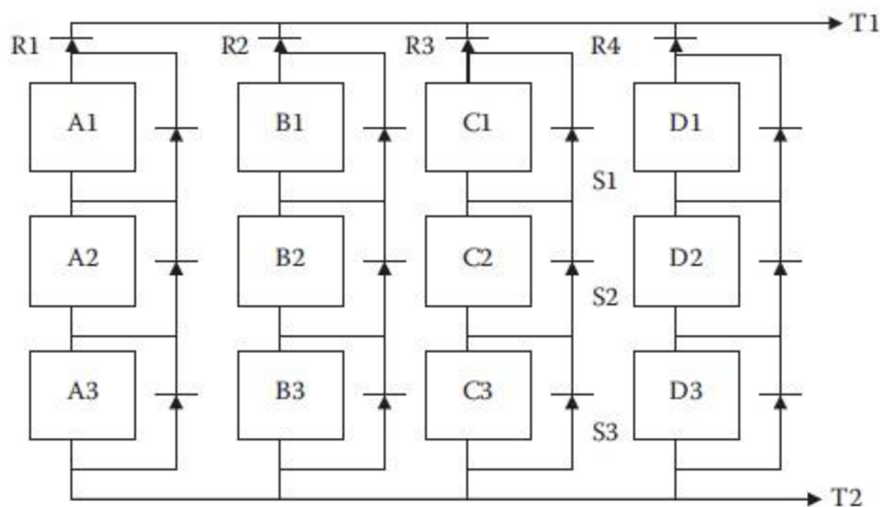 T1
R1 R2 R3 R4
A1 B1 C1 D1
S1
A2 B2 C2 D2
S2
A3 B3 C3 D3
S3
T2